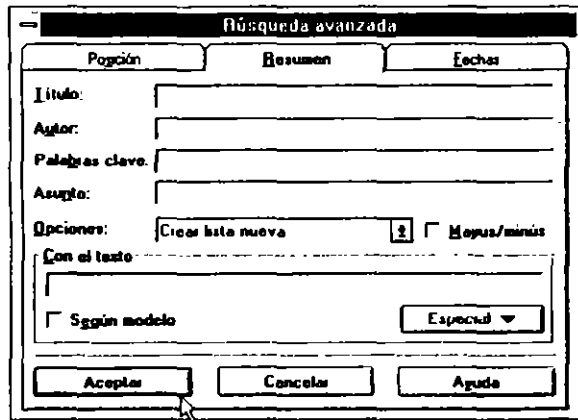 Búsqueda avanzada
Posición Resumen Fechas
Título:
Autor:
Palabras clave:
Asunto:
Opciones: Crear lista nueva Mayus/minús
Con el texto
Según modelo Especial
Aceptar Cancelar Ayuda